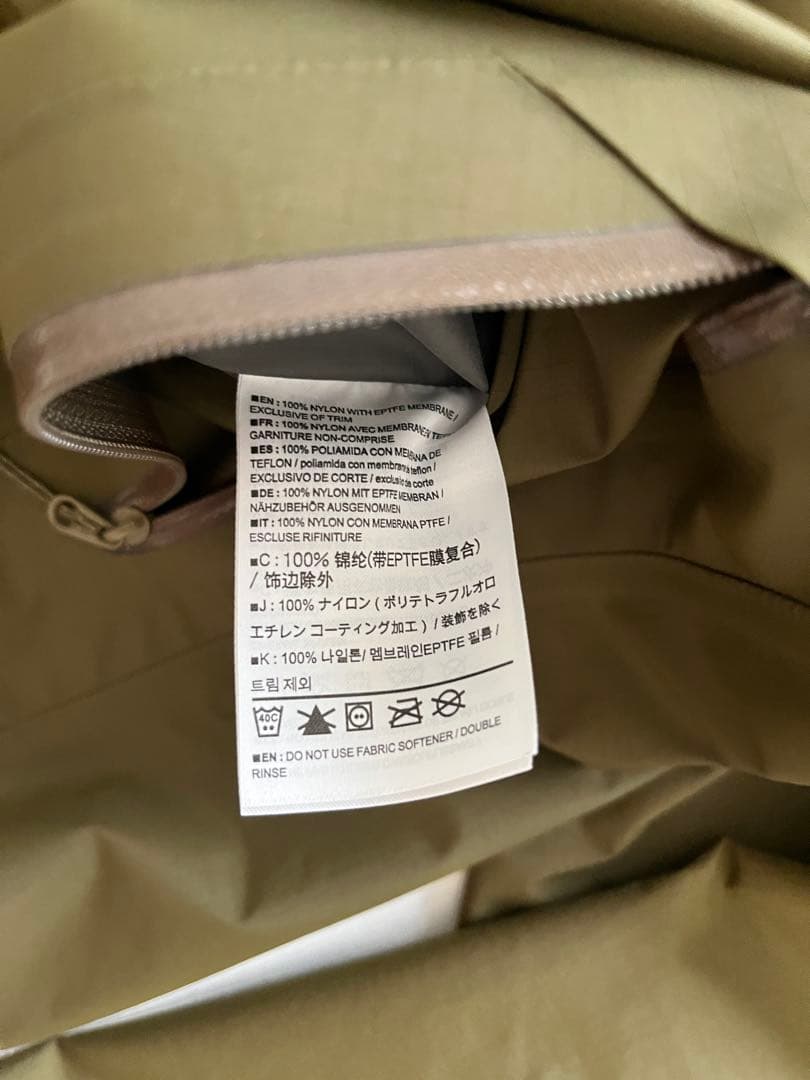 ■EN : 100% NYLON WITH EPTFE MEMBRANE /
EXCLUSIVE OF TRIM
■FR : 100% NYLON AVEC MEMBRANE
GARNITURE NON-COMPRISE
■ES : 100% POLIAMIDA CON MEMBRANA DE
TEFLON / poliamida con membrana teflon /
EXCLUSIVO DE CORTE / exclusivo de corte
■DE : 100% NYLON MIT EPTFE MEMBRAN /
NÄHZUBEHÖR AUSGENOMMEN
■IT : 100% NYLON CON MEMBRANA PTFE /
ESCLUSE RIFINITURE
■C : 100% 锦纶(带EPTFE膜复合)
/ 饰边除外
■J : 100% ナイロン ( ポリテトラフルオロ
エチレン コーティング加工 ) / 装飾を除く
■K : 100% 나일론/ 멤브레인EPTFE 필름 /
트림 제외
40C
■EN : DO NOT USE FABRIC SOFTENER / DOUBLE
RINSE